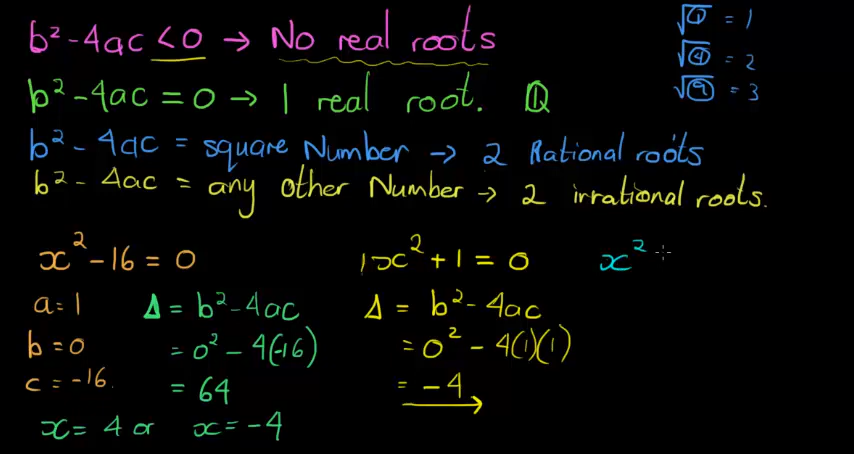 b² - 4ac < 0 → No real roots
√1 = 1
√4 = 2
√9 = 3
b² - 4ac = 0 → 1 real root. ℚ
b² - 4ac = square Number → 2 Rational roots
b² - 4ac = any other Number → 2 irrational roots.
x² - 16 = 0
a = 1
b = 0
c = -16.
Δ = b² - 4ac
= 0² - 4(-16)
= 64
x = 4 or x = -4
1x² + 1 = 0
Δ = b² - 4ac
= 0² - 4(1)(1)
= -4
x²